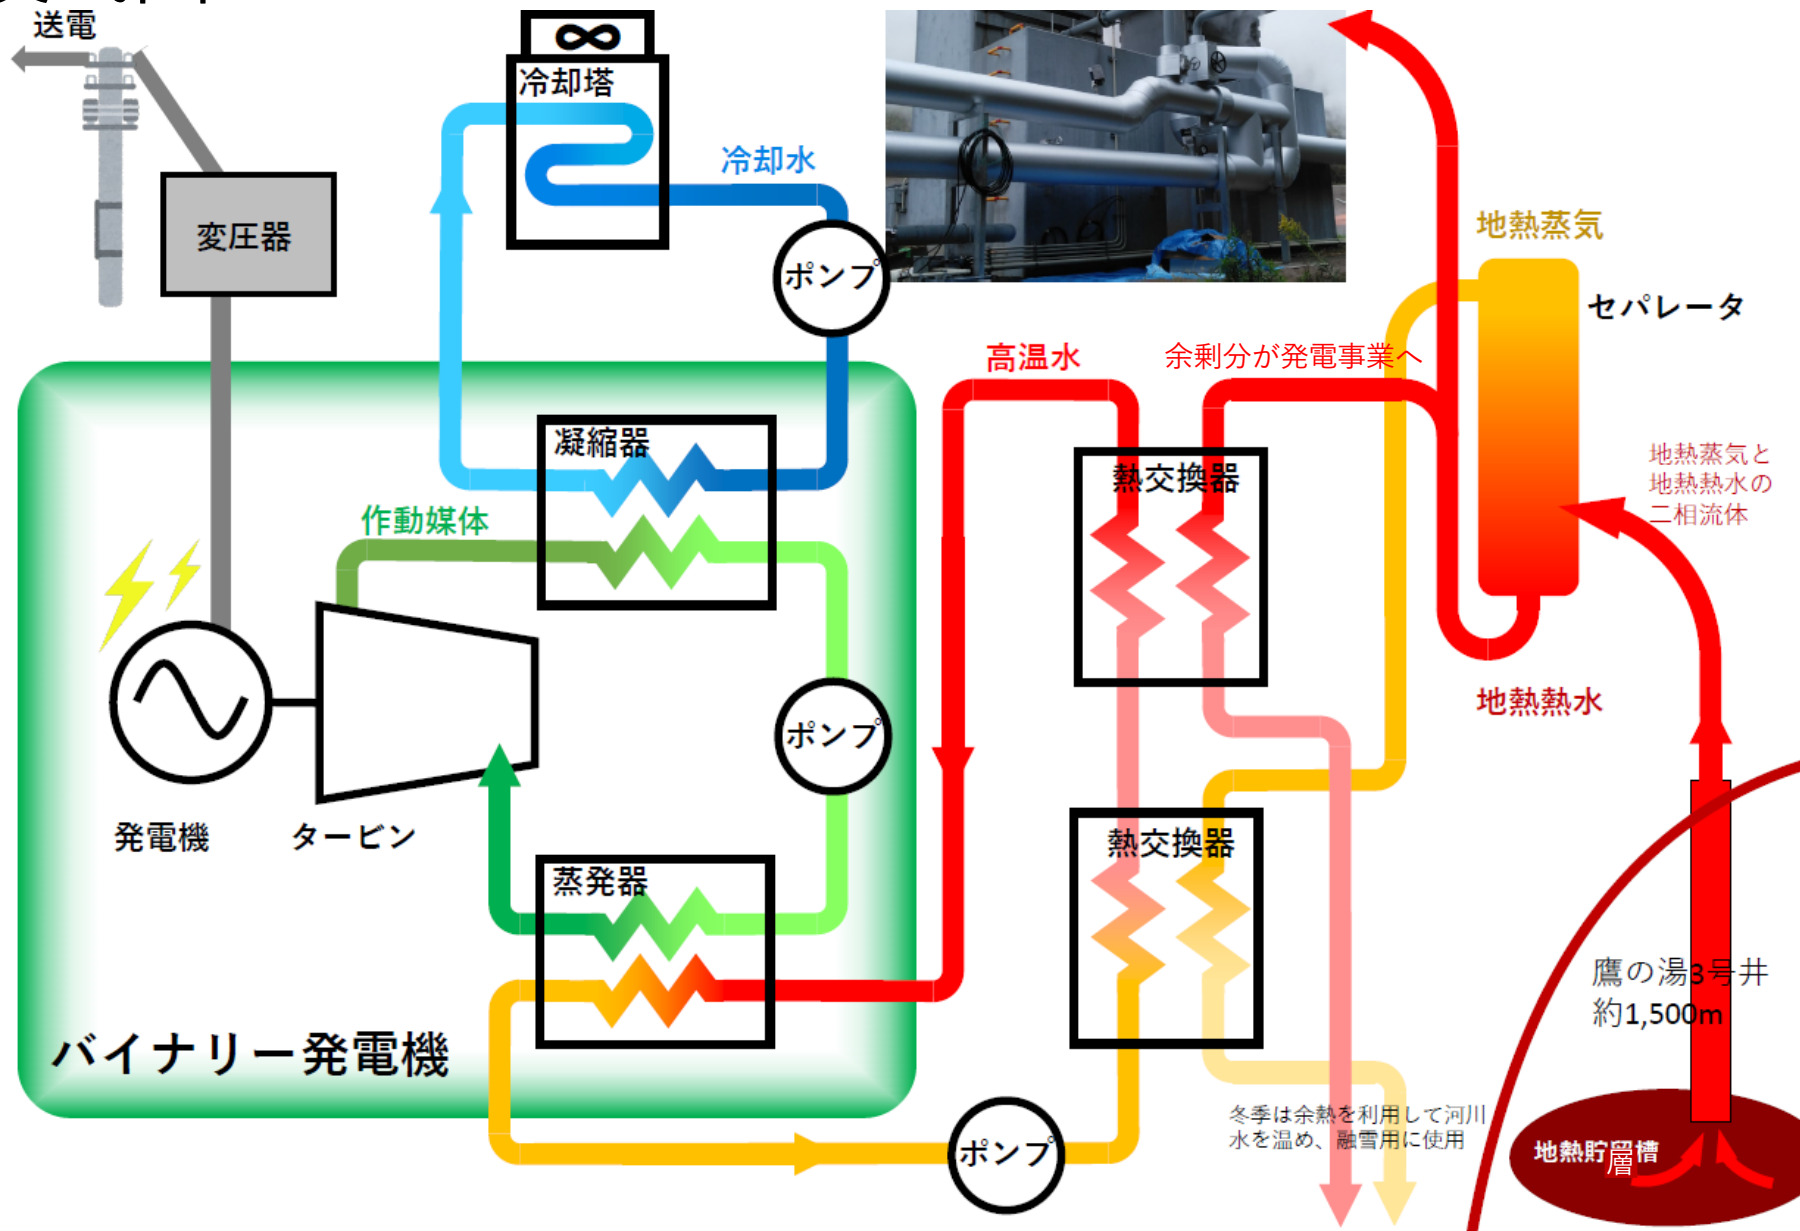 送電
冷却塔
冷却水
変圧器
ポンプ
地熱蒸気
セパレータ
高温水
余剰分が発電事業へ
凝縮器
熱交換器
地熱蒸気と
地熱熱水の
二相流体
作動媒体
地熱熱水
ポンプ
発電機
タービン
熱交換器
蒸発器
鷹の湯3号井
約1,500m
バイナリー発電機
冬季は余熱を利用して河川
水を温め、融雪用に使用
ポンプ
地熱貯留槽
層